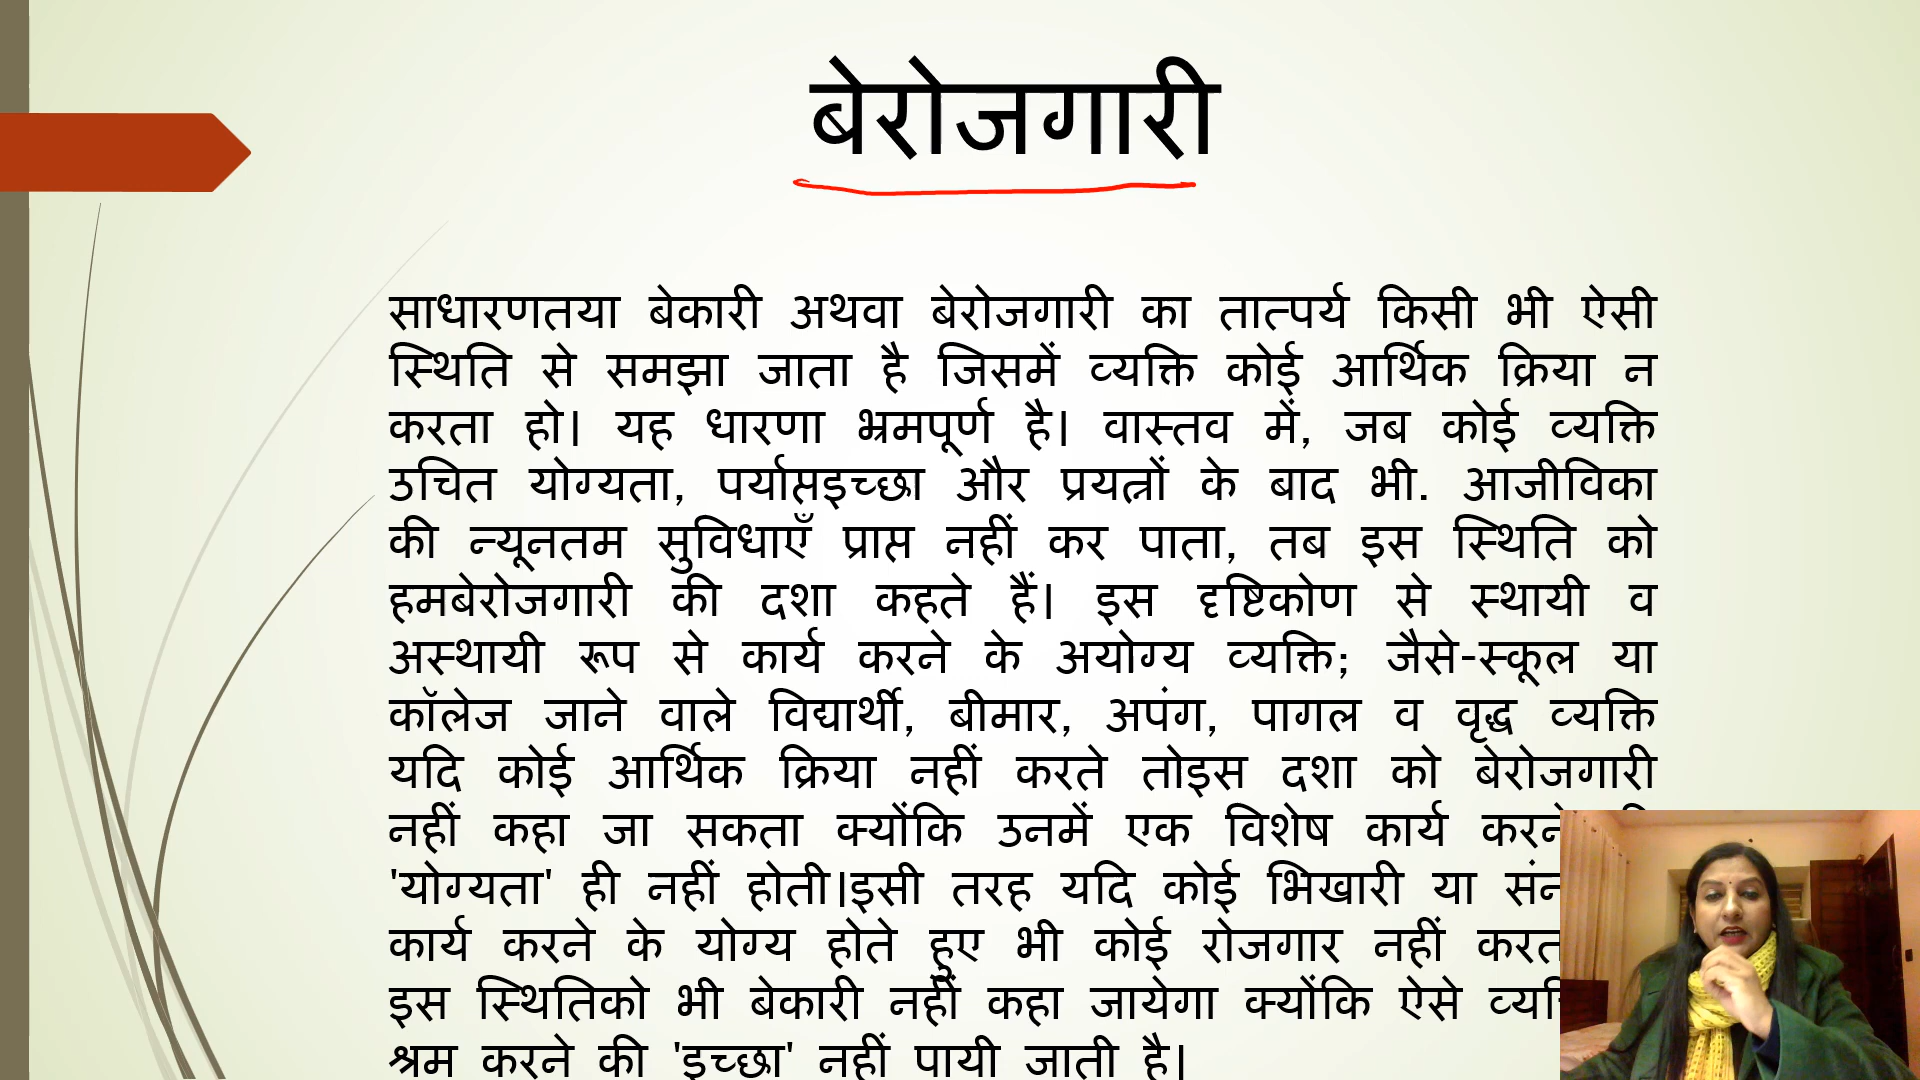 बेरोजगारी
साधारणतया बेकारी अथवा बेरोजगारी का तात्पर्य किसी भी ऐसी
स्थिति से समझा जाता है जिसमें व्यक्ति कोई आर्थिक क्रिया न
करता हो। यह धारणा भ्रमपूर्ण है। वास्तव में, जब कोई व्यक्ति
उचित योग्यता, पर्याप्तइच्छा और प्रयत्नों के बाद भी. आजीविका
की न्यूनतम सुविधाएँ प्राप्त नहीं कर पाता, तब इस स्थिति को
हमबेरोजगारी की दशा कहते हैं। इस दृष्टिकोण से स्थायी व
अस्थायी रूप से कार्य करने के अयोग्य व्यक्ति; जैसे-स्कूल या
कॉलेज जाने वाले विद्यार्थी, बीमार, अपंग, पागल व वृद्ध व्यक्ति
यदि कोई आर्थिक क्रिया नहीं करते तोइस दशा को बेरोजगारी
नहीं कहा जा सकता क्योंकि उनमें एक विशेष कार्य करने
'योग्यता' ही नहीं होती।इसी तरह यदि कोई भिखारी या
कार्य करने के योग्य होते हुए भी कोई रोजगार नहीं
इस स्थितिको भी बेकारी नहीं कहा जायेगा क्योंकि ऐसे
श्रम करने की 'इच्छा' नहीं पायी जाती है।